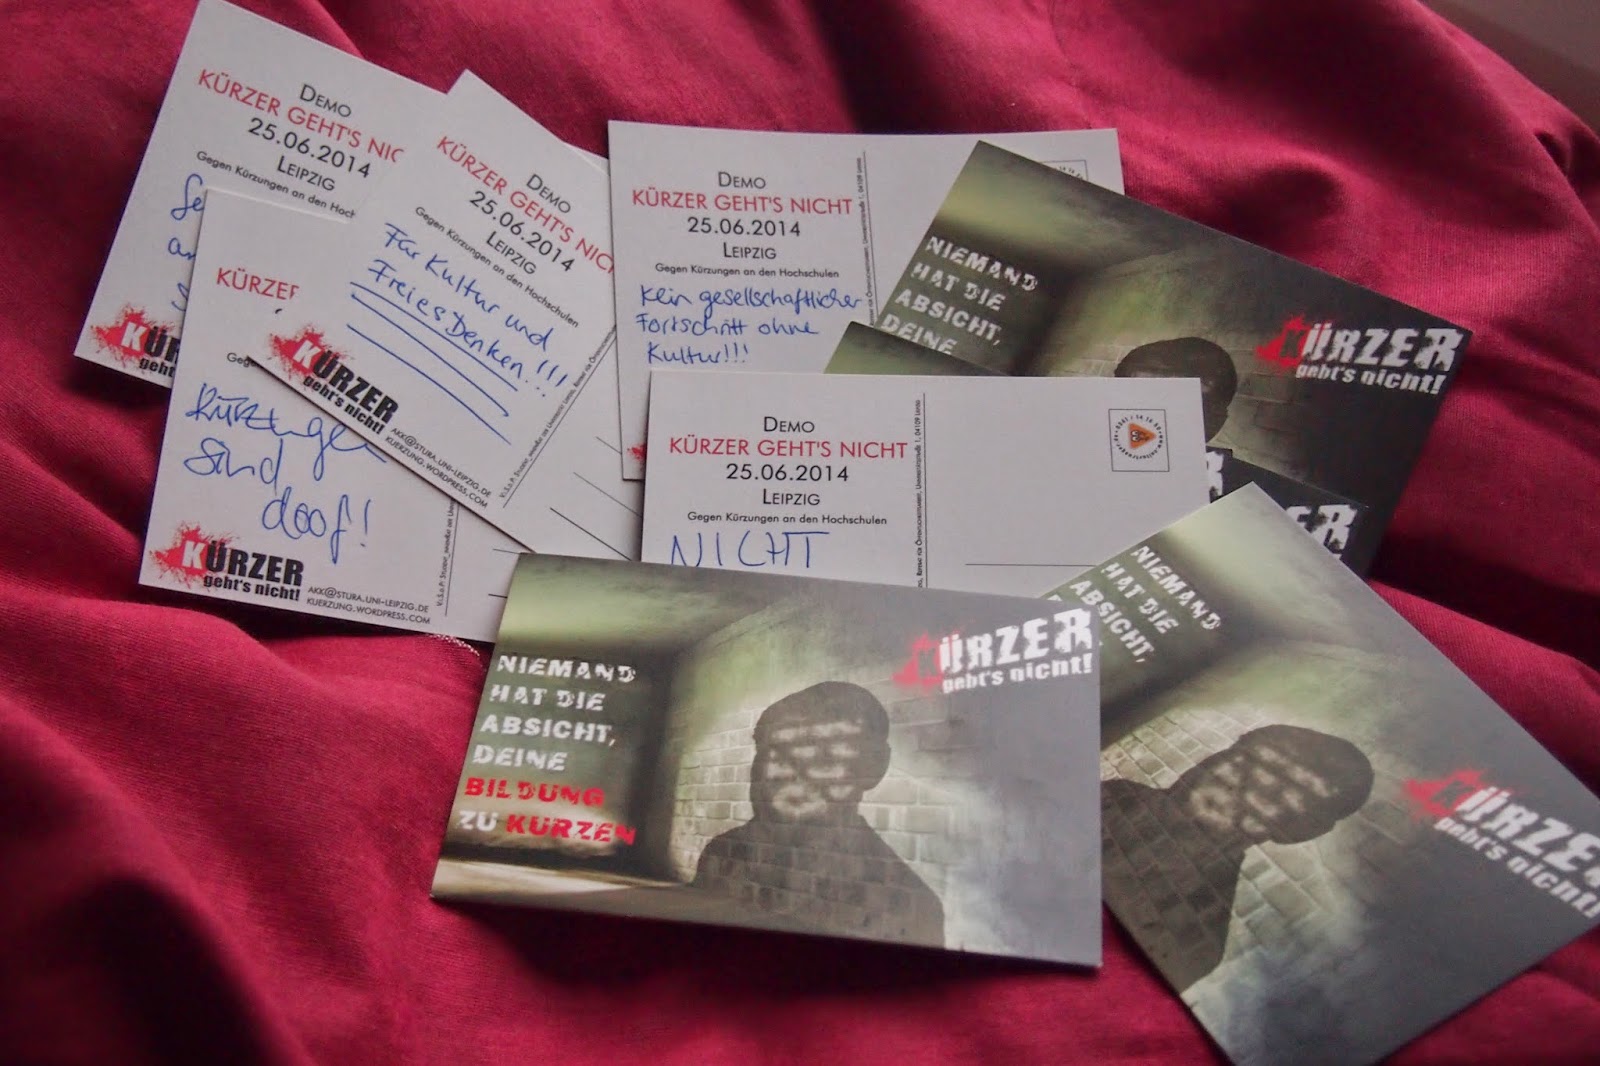 DEMO
KÜRZER GEHT'S
25.06.2014
LEIPZIG
Gegen Kürzungen an den
KÜRZER
geht's
DEMO
KÜRZER GEHT'S
25.06.2014
LEIPZIG
Gegen Kürzungen an den Hochschulen
Für Kultur und
Freies Denken!!!
KÜRZER
geht's nicht!
AKK@STURA.UNI-LEIPZIG.DE
KUERZUNG.WORDPRESS.COM
KÜRZER
Gegen
Kürzungen
sind
doof!
KÜRZER
geht's nicht!
AKK@STURA.UNI-LEIPZIG.DE
KUERZUNG.WORDPRESS.COM
DEMO
KÜRZER GEHT'S NICHT
25.06.2014
LEIPZIG
Gegen Kürzungen an den Hochschulen
Kein gesellschaftlicher
Fortschritt ohne
Kultur!!!
DEMO
KÜRZER GEHT'S NICHT
25.06.2014
LEIPZIG
Gegen Kürzungen an den Hochschulen
NICHT
NIEMAND
HAT DIE
ABSICHT,
DEINE
KÜRZER
geht's nicht!
NIEMAND
HAT DIE
ABSICHT,
DEINE
BILDUNG
ZU KÜRZEN
KÜRZER
geht's nicht!
NIEMAND
HAT DIE
ABSICHT,
KÜRZER
geht's nicht!